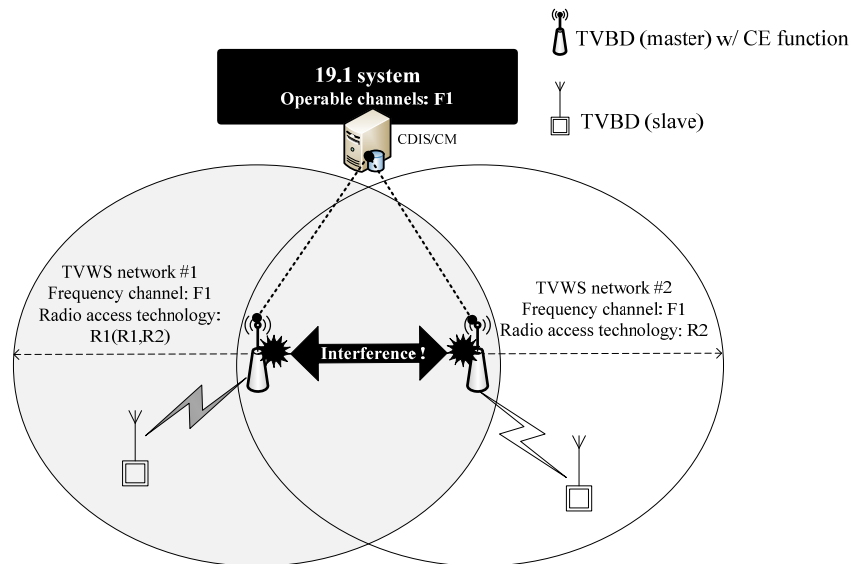 TVBD (master) w/ CE function
19.1 system
Operable channels: F1
TVBD (slave)
CDIS/CM
TVWS network #1
Frequency channel: F1
Radio access technology:
R1(R1,R2)
TVWS network #2
Frequency channel: F1
Radio access technology: R2
Interference !